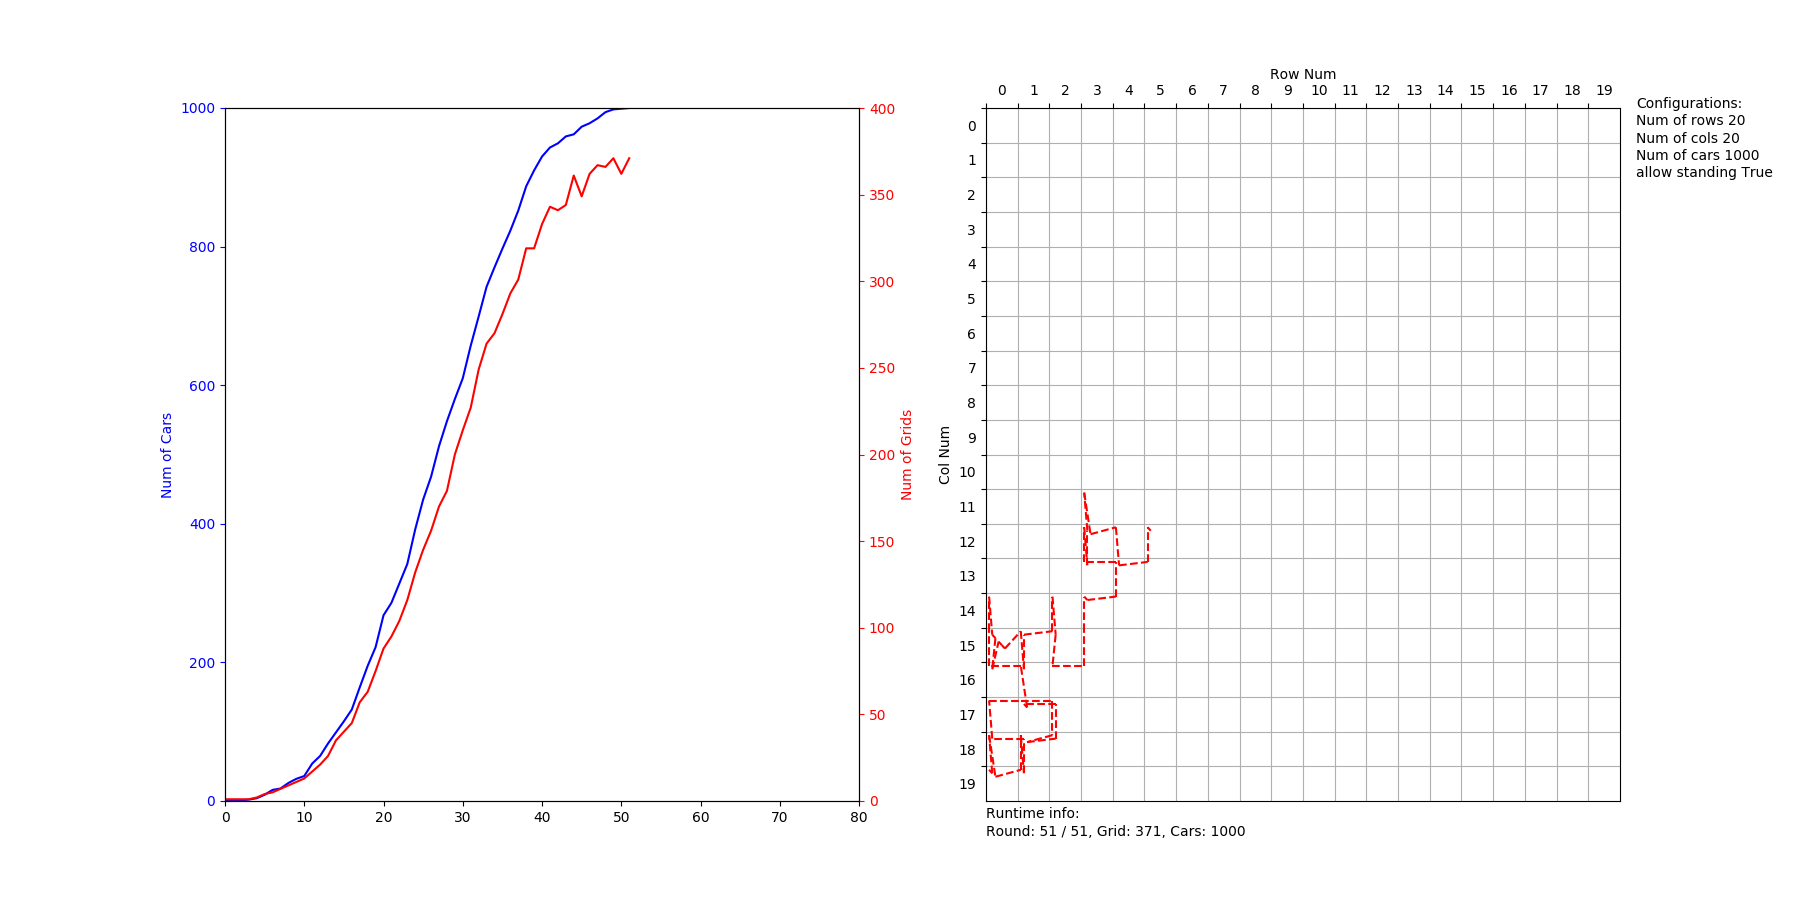 1000
800
600
400
200
0
Num of Cars
0 10 20 30 40 50 60 70 80
400
350
300
250
200
150
100
50
0
Num of Grids
Row Num
0 1 2 3 4 5 6 7 8 9 10 11 12 13 14 15 16 17 18 19
Col Num
0
1
2
3
4
5
6
7
8
9
10
11
12
13
14
15
16
17
18
19
Configurations:
Num of rows 20
Num of cols 20
Num of cars 1000
allow standing True
Runtime info:
Round: 51 / 51, Grid: 371, Cars: 1000